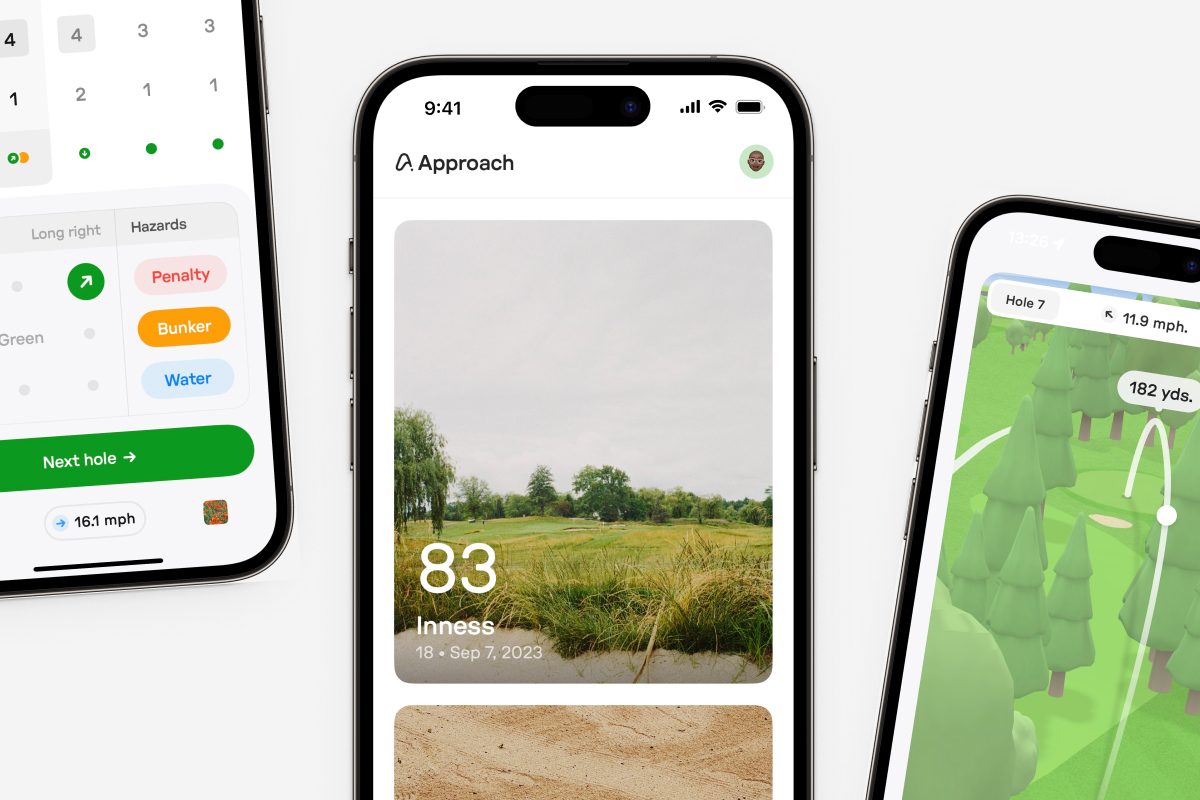 4 4 3 3
1 2 1 1
Long right Hazards
Penalty
Green Bunker
Water
Next hole →
16.1 mph
9:41
Approach
83
Inness
18 • Sep 7, 2023
13:26
Hole 7 11.9 mph.
182 yds.